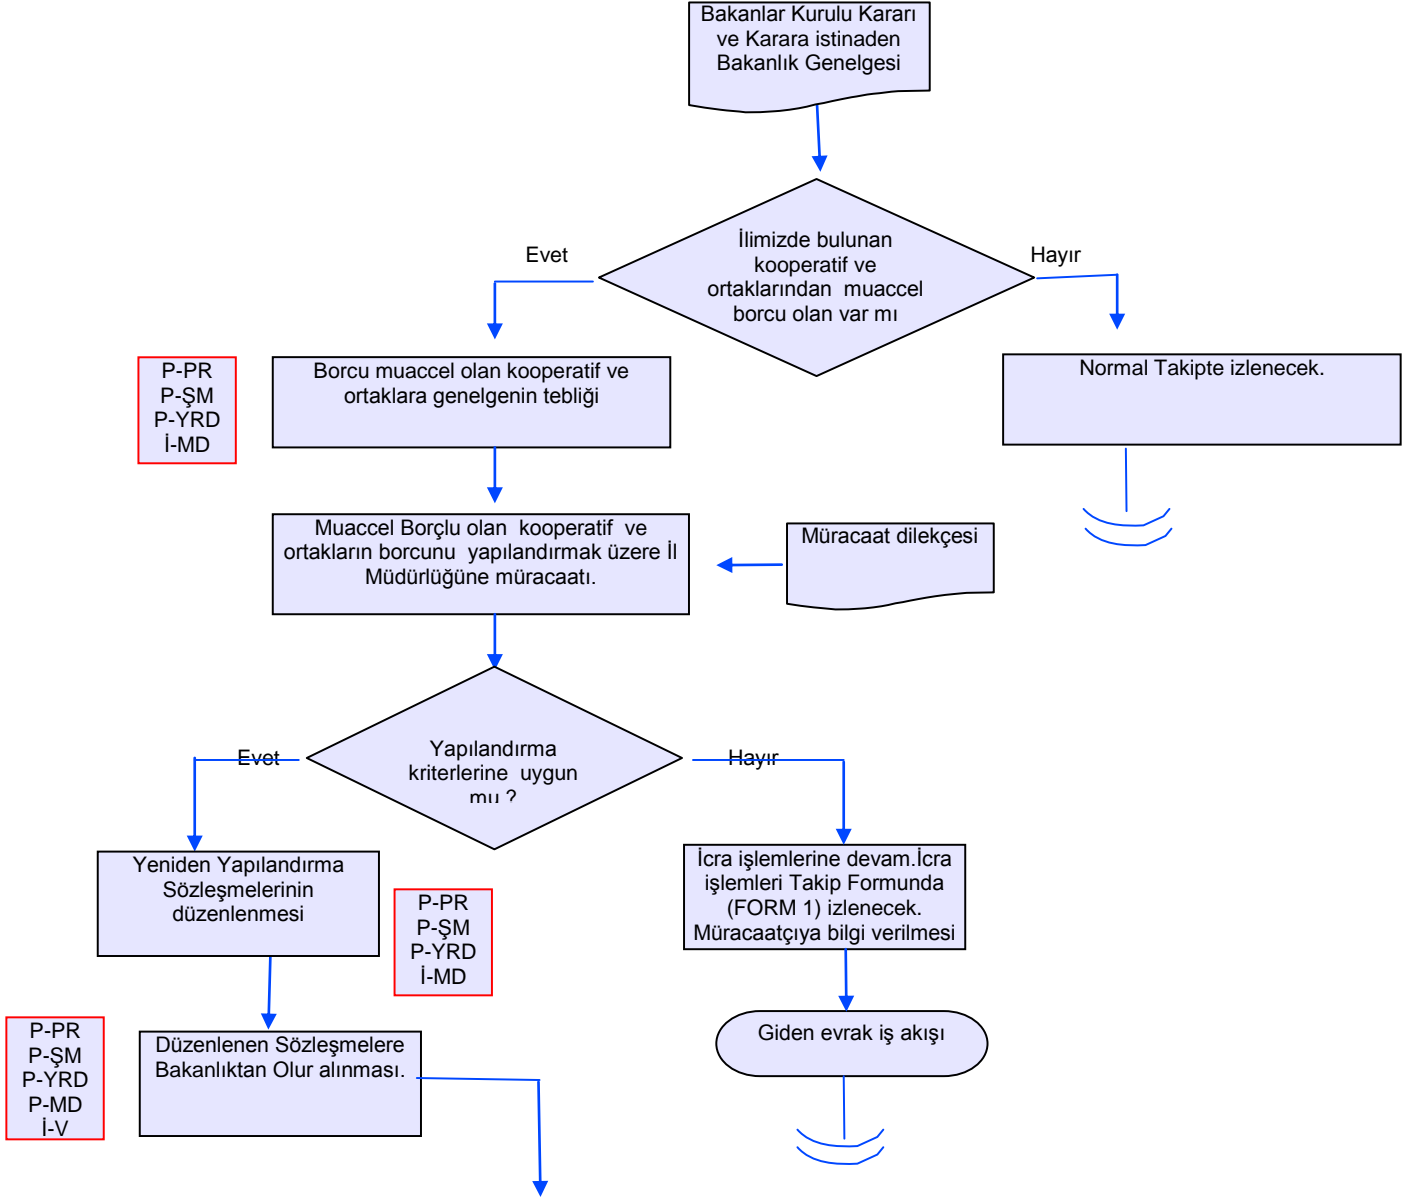 Bakanlar Kurulu Kararı
ve Karara istinaden
Bakanlık Genelgesi
İlimizde bulunan
kooperatif ve
ortaklarından muaccel
borcu olan var mı
Evet
Hayır
P-PR
P-ŞM
P-YRD
İ-MD
Borcu muaccel olan kooperatif ve
ortaklara genelgenin tebliği
Normal Takipte izlenecek.
Muaccel Borçlu olan kooperatif ve
ortakların borcunu yapılandırmak üzere İl
Müdürlüğüne müracaatı.
Müracaat dilekçesi
Yapılandırma
kriterlerine uygun
mu ?
Evet
Hayır
Yeniden Yapılandırma
Sözleşmelerinin
düzenlenmesi
P-PR
P-ŞM
P-YRD
İ-MD
İcra işlemlerine devam.İcra
işlemleri Takip Formunda
(FORM 1) izlenecek.
Müracaatçıya bilgi verilmesi
P-PR
P-ŞM
P-YRD
P-MD
İ-V
Düzenlenen Sözleşmelere
Bakanlıktan Olur alınması.
Giden evrak iş akışı